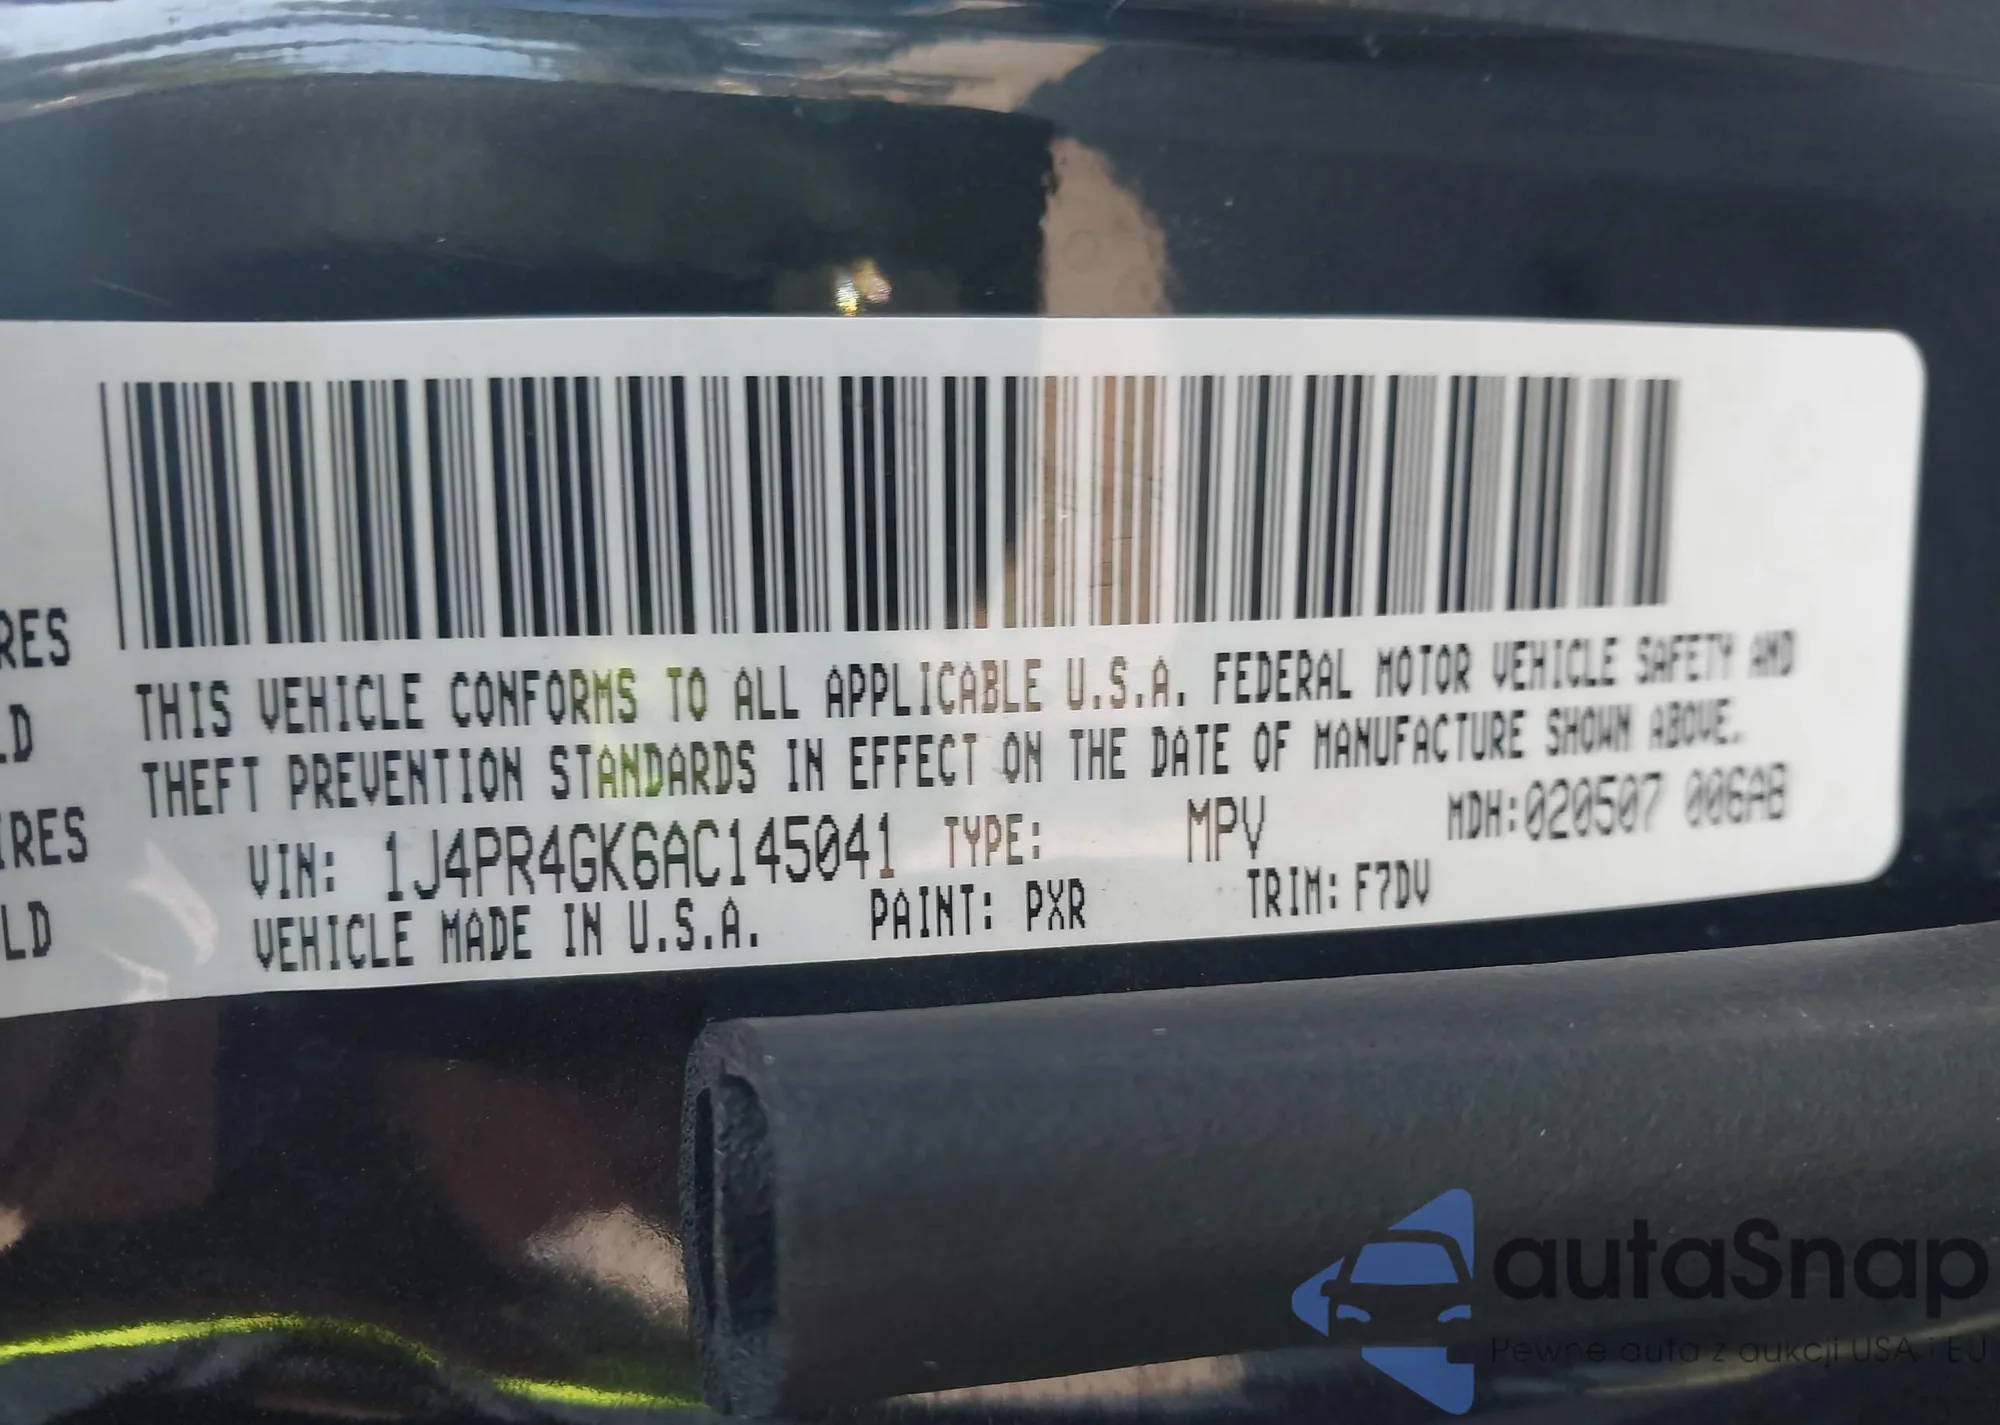 RES
LD
IRES
LD
THIS VEHICLE CONFORMS TO ALL APPLICABLE U.S.A. FEDERAL MOTOR VEHICLE SAFETY AND
THEFT PREVENTION STANDARDS IN EFFECT ON THE DATE OF MANUFACTURE SHOWN ABOVE.
VIN: 1J4PR4GK6AC145041 TYPE: MPV MDH:020507 006AB
VEHICLE MADE IN U.S.A. PAINT: PXR TRIM: F7DV
autaSnap
Pewne auta z aukcji USA i EU